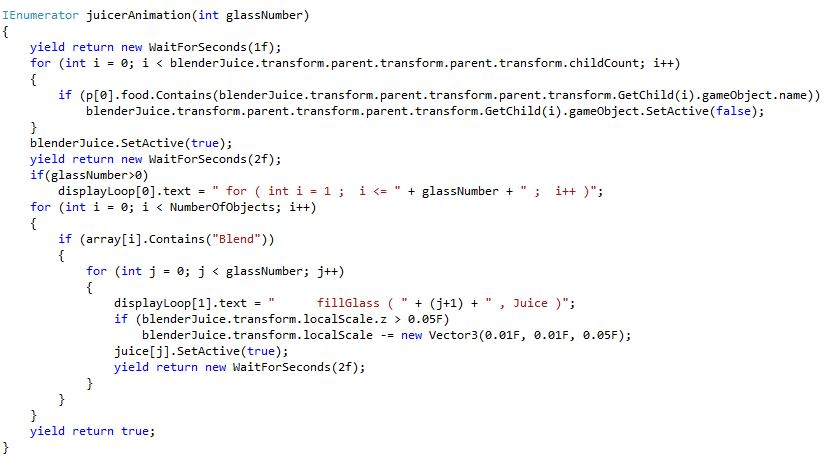 IEnumerator juicerAnimation(int glassNumber)
{
    yield return new WaitForSeconds(1f);
    for (int i = 0; i < blenderJuice.transform.parent.transform.parent.transform.childCount; i++)
    {
        if (p[0].food.Contains(blenderJuice.transform.parent.transform.parent.transform.GetChild(i).gameObject.name))
            blenderJuice.transform.parent.transform.parent.transform.GetChild(i).gameObject.SetActive(false);
    }
    blenderJuice.SetActive(true);
    yield return new WaitForSeconds(2f);
    if(glassNumber>0)
        displayLoop[0].text = " for ( int i = 1 ;  i <= " + glassNumber + " ;  i++ )";
    for (int i = 0; i < NumberOfObjects; i++)
    {
        if (array[i].Contains("Blend"))
        {
            for (int j = 0; j < glassNumber; j++)
            {
                displayLoop[1].text = "      fillGlass ( " + (j+1) + " , Juice )";
                if (blenderJuice.transform.localScale.z > 0.05F)
                    blenderJuice.transform.localScale -= new Vector3(0.01F, 0.01F, 0.05F);
                juice[j].SetActive(true);
                yield return new WaitForSeconds(2f);
            }
        }
    }
    yield return true;
}